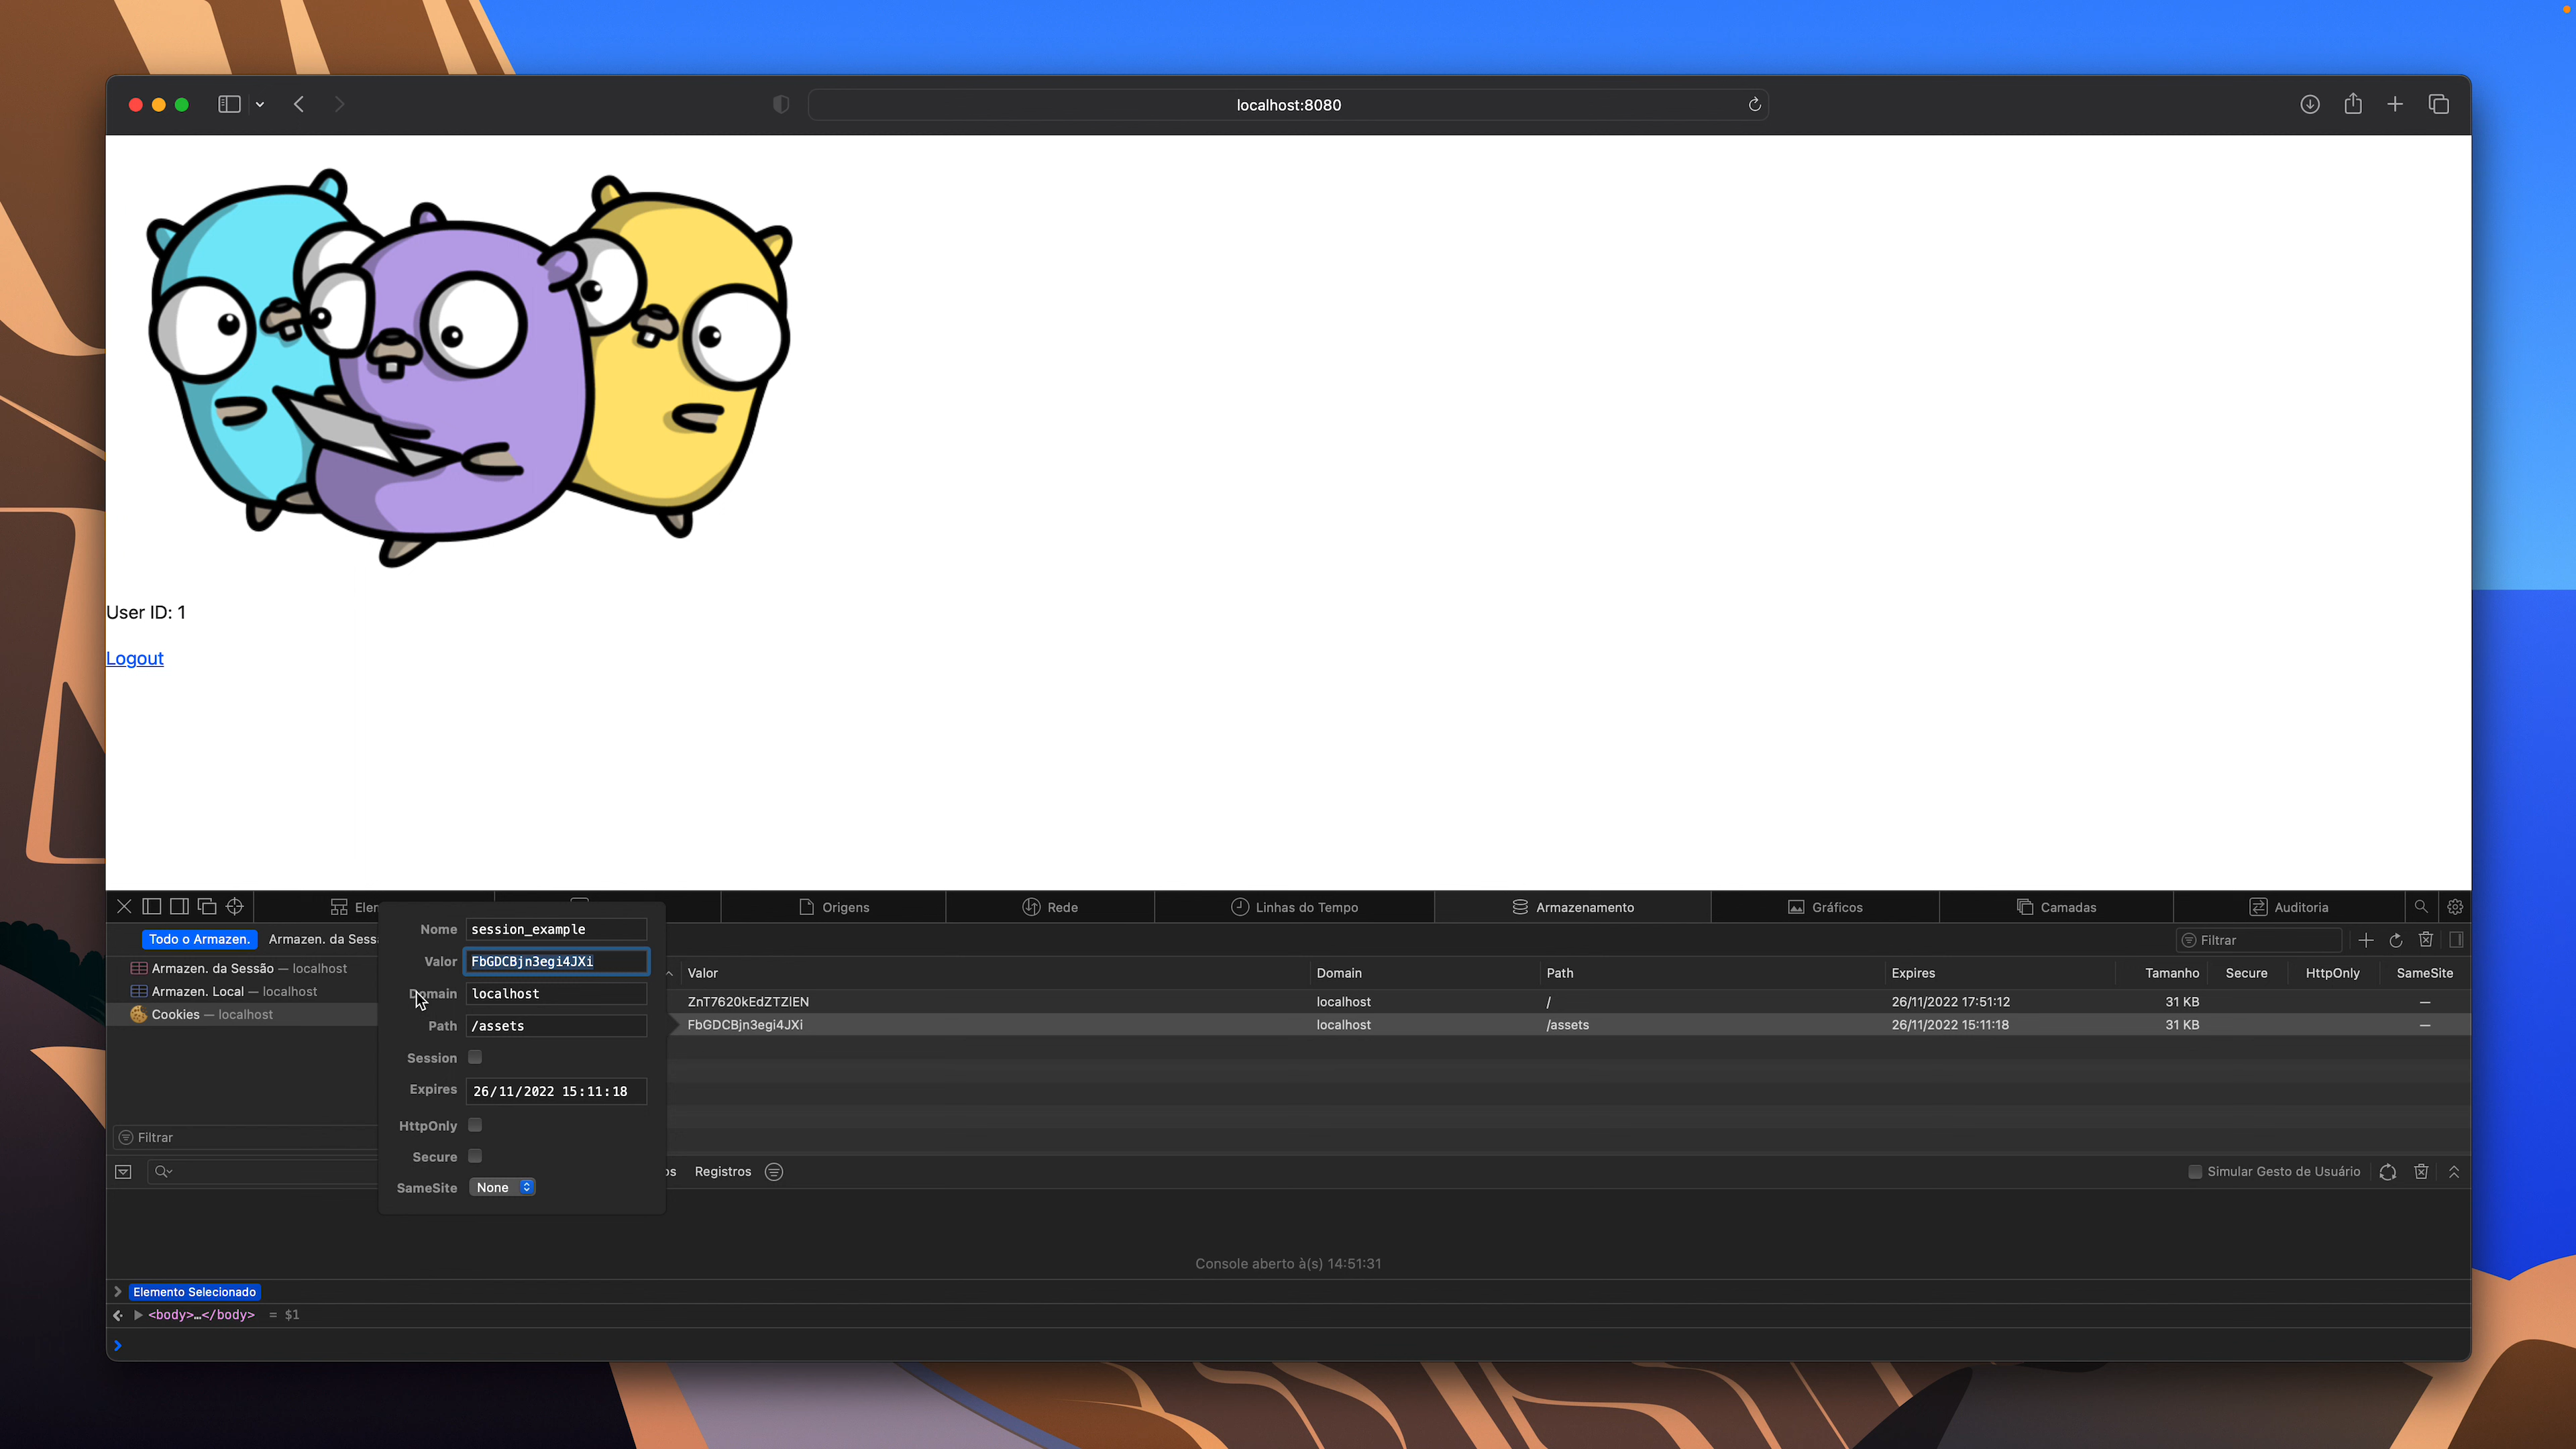 localhost:8080
User ID: 1
Logout
Elem
Origens
Rede
Linhas do Tempo
Armazenamento
Gráficos
Camadas
Auditoria
Todo o Armazen.
Armazen. da Sess
Filtrar
Armazen. da Sessão — localhost
Armazen. Local — localhost
Cookies — localhost
Filtrar
Nome session_example
Valor FbGDCBjn3egi4JXi
Domain localhost
Path /assets
Session
Expires 26/11/2022 15:11:18
HttpOnly
Secure
SameSite None
Valor Domain Path Expires Tamanho Secure HttpOnly SameSite
ZnT7620kEdZTZIEN localhost / 26/11/2022 17:51:12 31 KB —
FbGDCBjn3egi4JXi localhost /assets 26/11/2022 15:11:18 31 KB —
os Registros
Simular Gesto de Usuário
Console aberto à(s) 14:51:31
Elemento Selecionado
<body>…</body> = $1